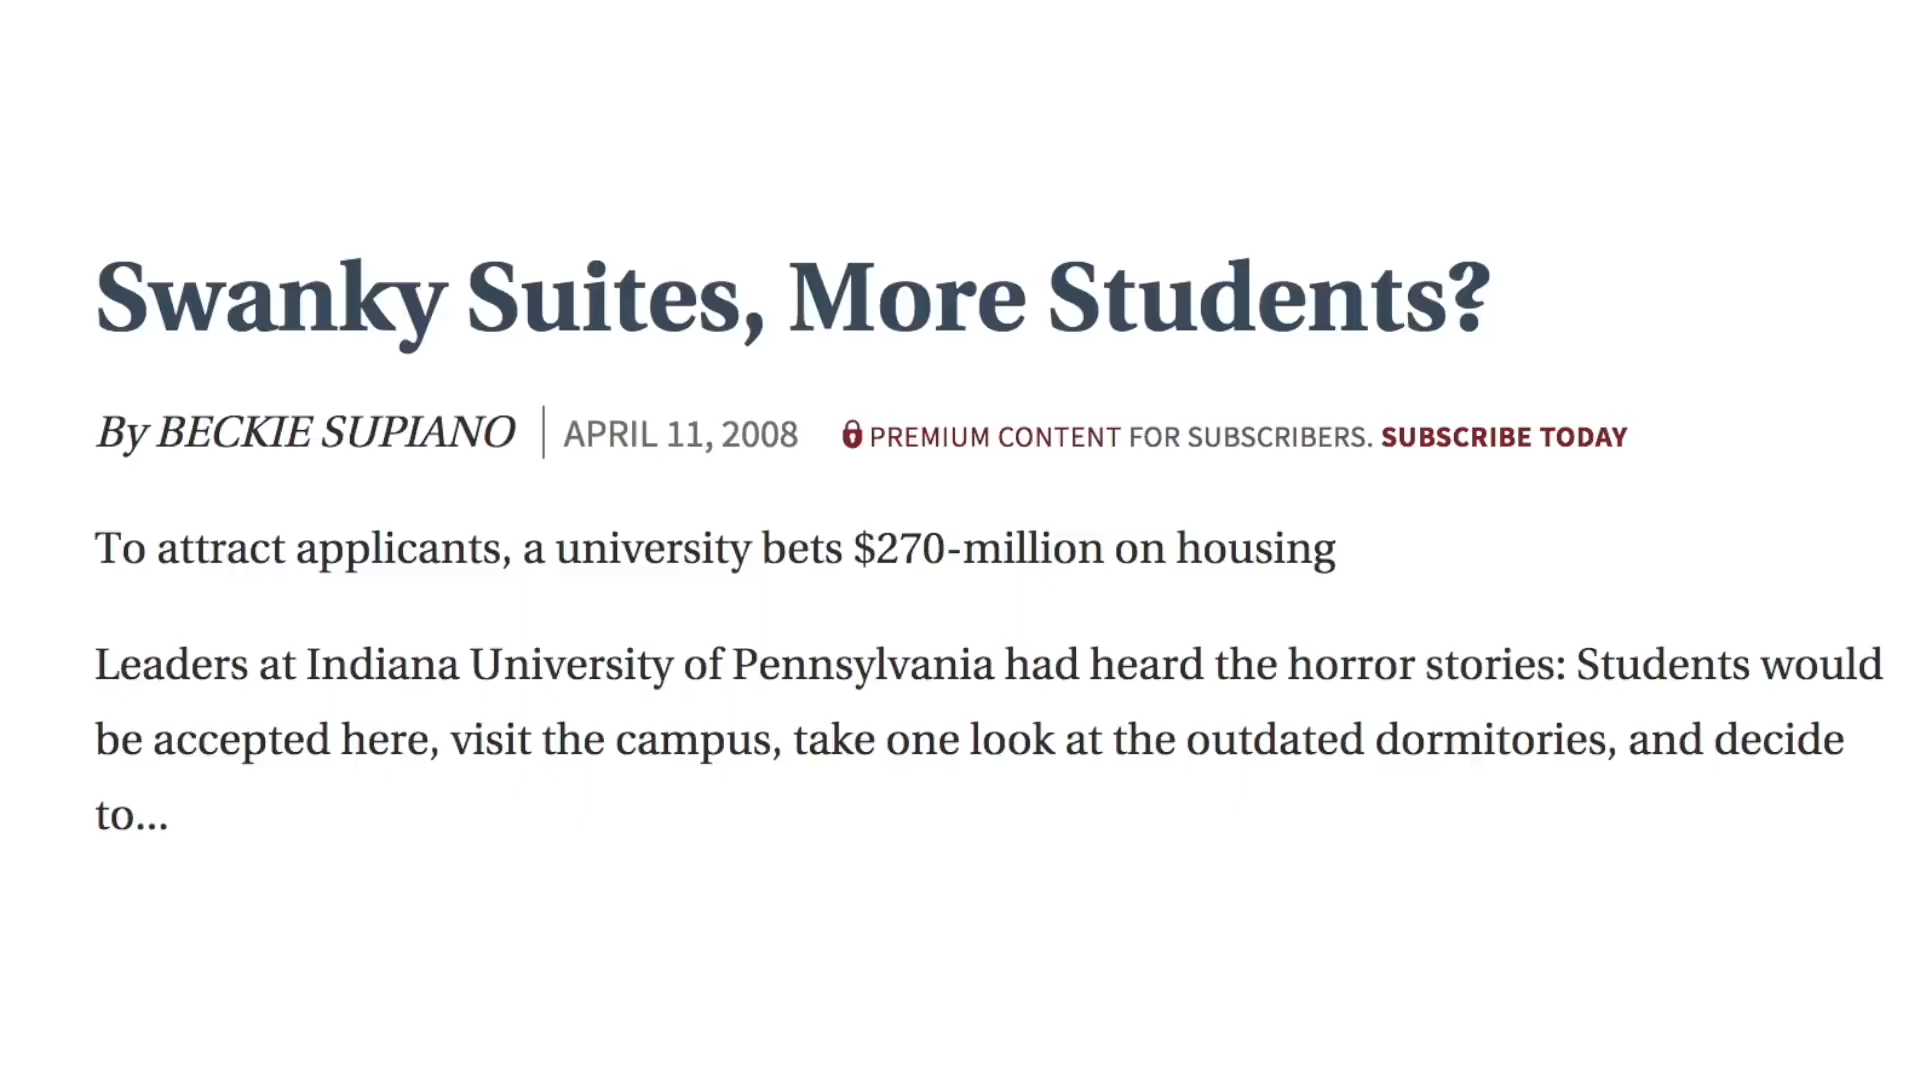 Swanky Suites, More Students?
By BECKIE SUPIANO | APRIL 11, 2008 PREMIUM CONTENT FOR SUBSCRIBERS. SUBSCRIBE TODAY
To attract applicants, a university bets $270-million on housing
Leaders at Indiana University of Pennsylvania had heard the horror stories: Students would
be accepted here, visit the campus, take one look at the outdated dormitories, and decide
to...